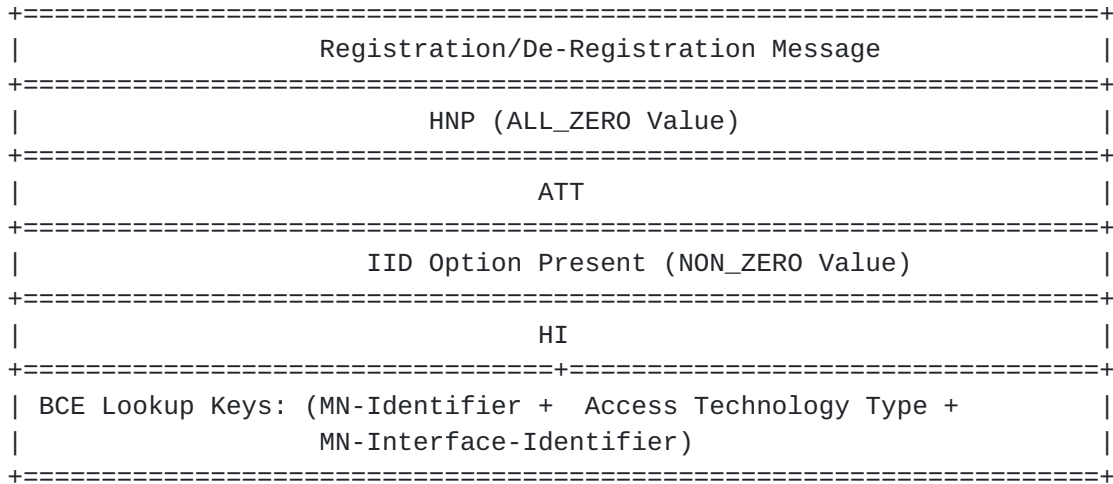 +=====================================================================+
|                   Registration/De-Registration Message              |
+=====================================================================+
|                          HNP (ALL_ZERO Value)                       |
+=====================================================================+
|                                 ATT                                 |
+=====================================================================+
|                      IID Option Present (NON_ZERO Value)            |
+=====================================================================+
|                                 HI                                  |
+==================================+==================================+
| BCE Lookup Keys: (MN-Identifier +  Access Technology Type +         |
|                   MN-Interface-Identifier)                          |
+=====================================================================+